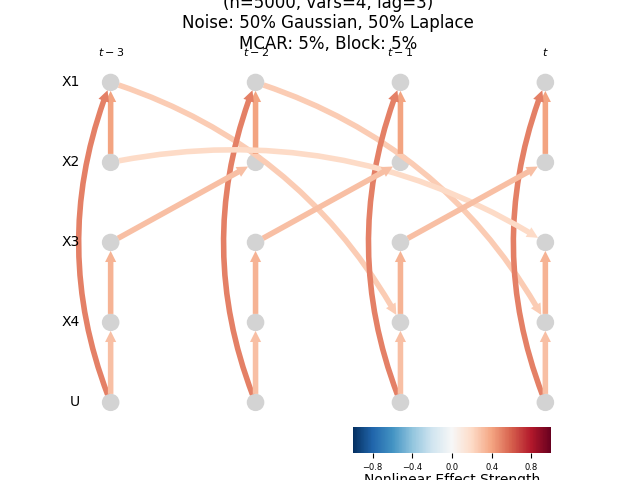 (n=5000, vars=4, lag=3)
Noise: 50% Gaussian, 50% Laplace
MCAR: 5%, Block: 5%
t − 3 t − 2 t − 1 t
X1
X2
X3
X4
U
−0.8 −0.4 0.0 0.4 0.8
Nonlinear Effect Strength